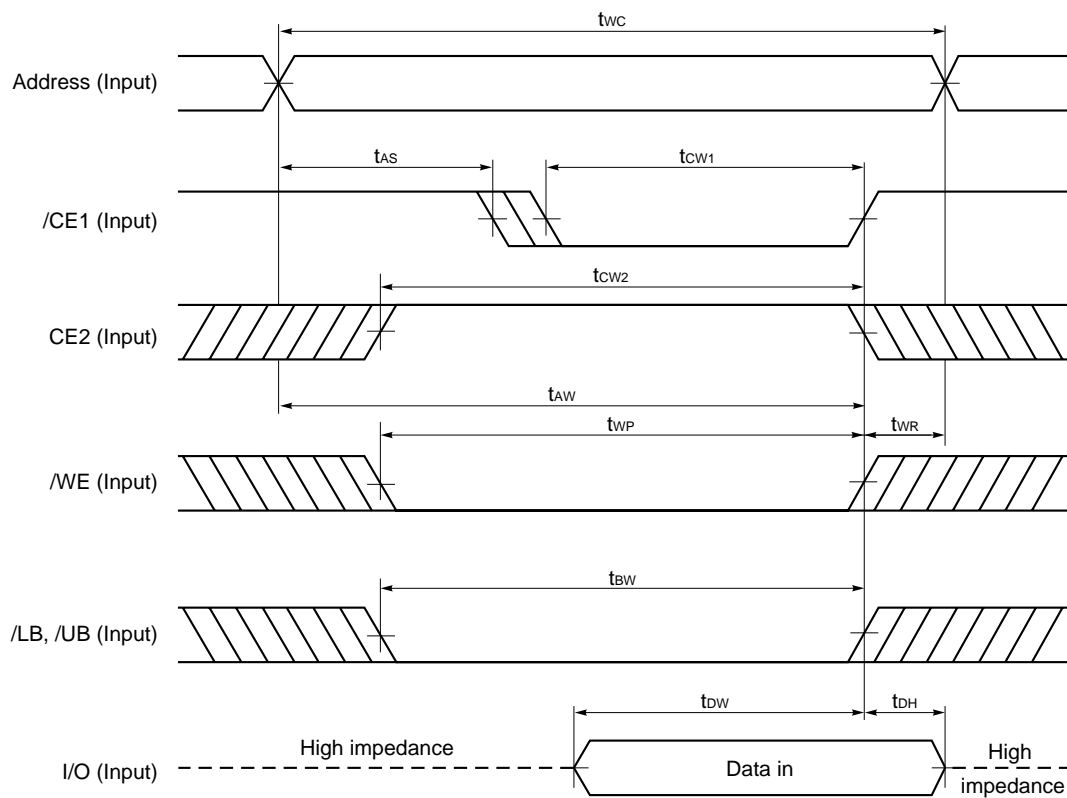 tWC
Address (Input)
tAS
tCW1
/CE1 (Input)
tCW2
CE2 (Input)
tAW
tWP
tWR
/WE (Input)
tBW
/LB, /UB (Input)
tDW
tDH
I/O (Input)
High impedance
Data in
High
impedance